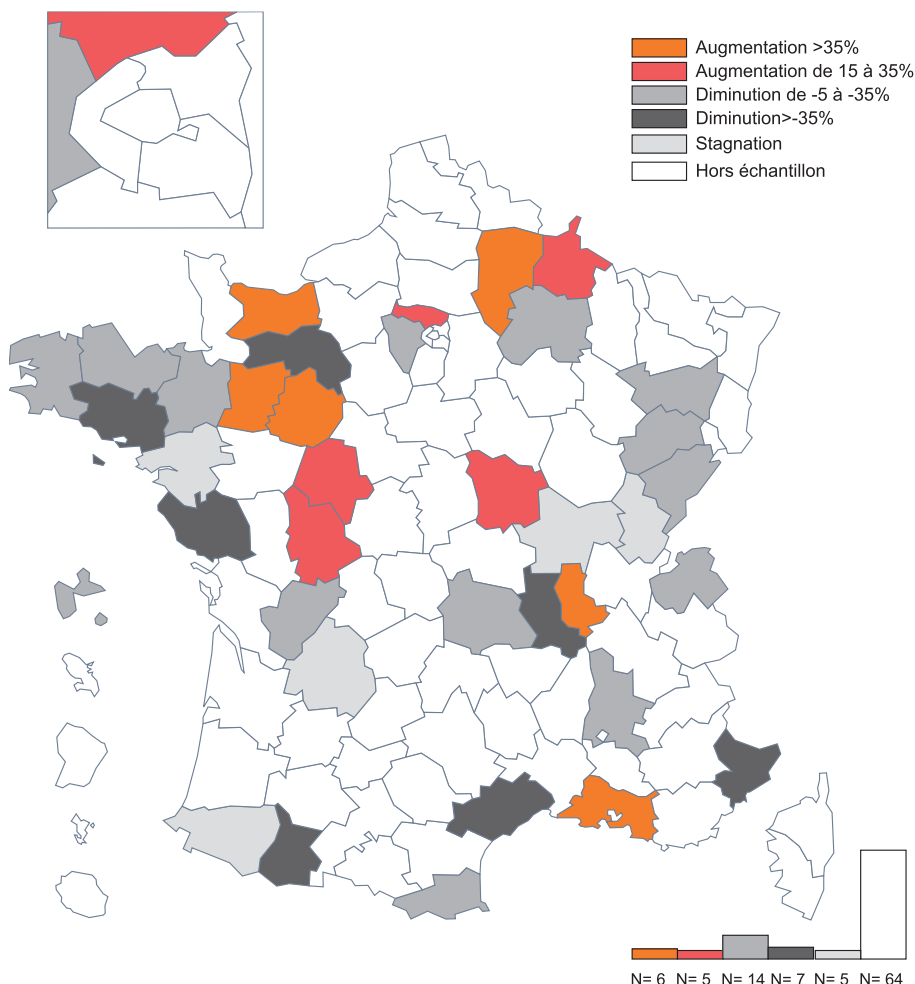 Augmentation >35%
Augmentation de 15 à 35%
Diminution de -5 à -35%
Diminution>-35%
Stagnation
Hors échantillon
N= 6 N= 5 N= 14 N= 7 N= 5 N= 64